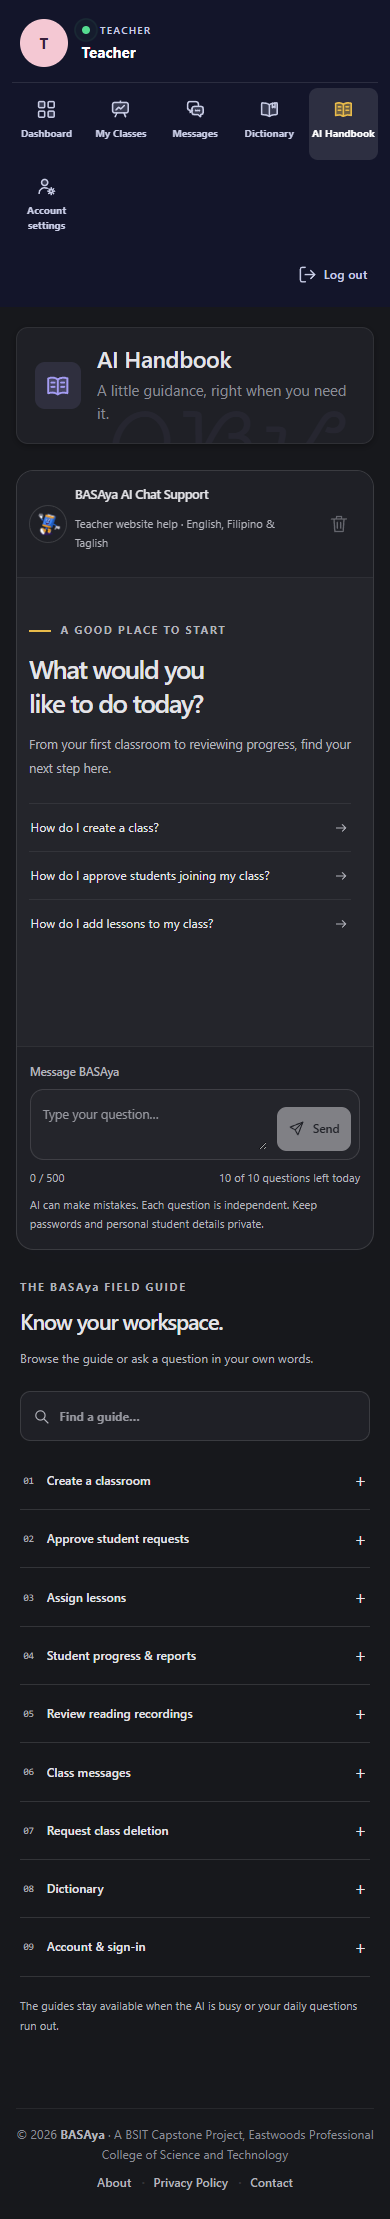 T
TEACHER
Teacher
Dashboard
My Classes
Messages
Dictionary
AI Handbook
Account
settings
Log out
AI Handbook
A little guidance, right when you need
it.
BASAya AI Chat Support
Teacher website help · English, Filipino &
Taglish
A GOOD PLACE TO START
What would you
like to do today?
From your first classroom to reviewing progress, find your
next step here.
How do I create a class?
How do I approve students joining my class?
How do I add lessons to my class?
Message BASAya
Type your question...
Send
0 / 500
10 of 10 questions left today
AI can make mistakes. Each question is independent. Keep
passwords and personal student details private.
THE BASAya FIELD GUIDE
Know your workspace.
Browse the guide or ask a question in your own words.
Find a guide...
01 Create a classroom +
02 Approve student requests +
03 Assign lessons +
04 Student progress & reports +
05 Review reading recordings +
06 Class messages +
07 Request class deletion +
08 Dictionary +
09 Account & sign-in +
The guides stay available when the AI is busy or your daily questions
run out.
© 2026 BASAya · A BSIT Capstone Project, Eastwoods Professional
College of Science and Technology
About · Privacy Policy · Contact